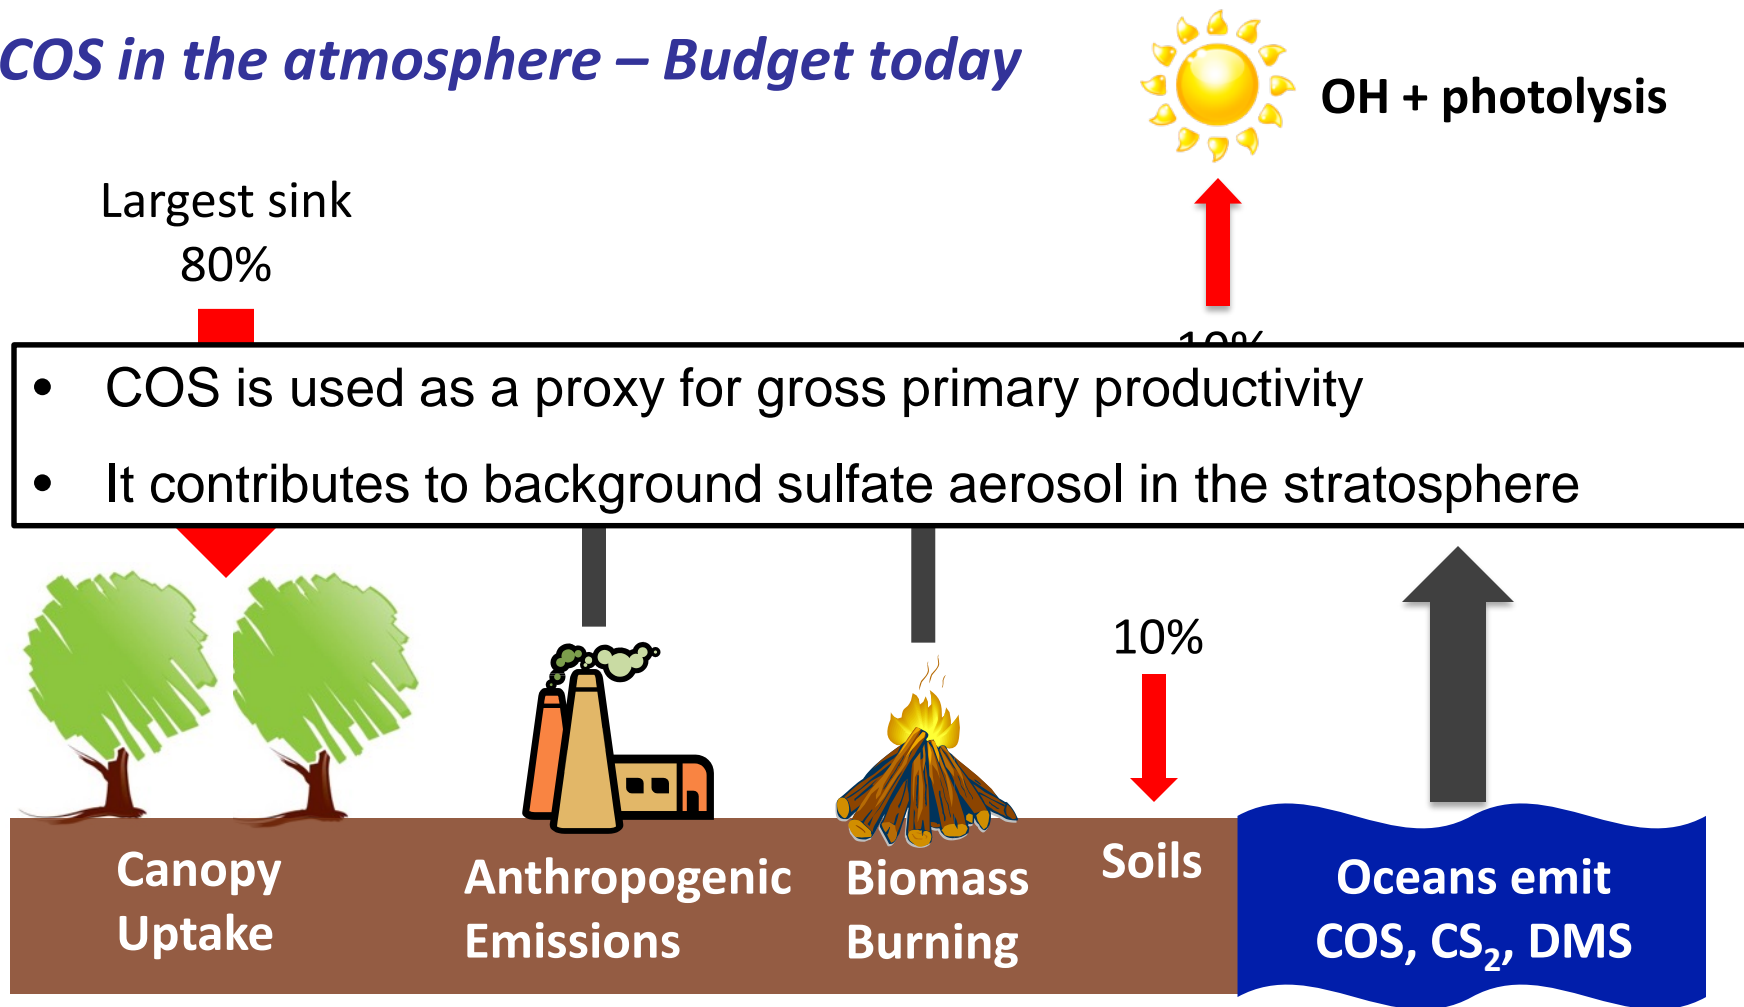 COS in the atmosphere – Budget today
OH + photolysis
Largest sink
80%
10%
• COS is used as a proxy for gross primary productivity
• It contributes to background sulfate aerosol in the stratosphere
10%
Canopy
Uptake
Anthropogenic
Emissions
Biomass
Burning
Soils
Oceans emit
COS, CS₂, DMS